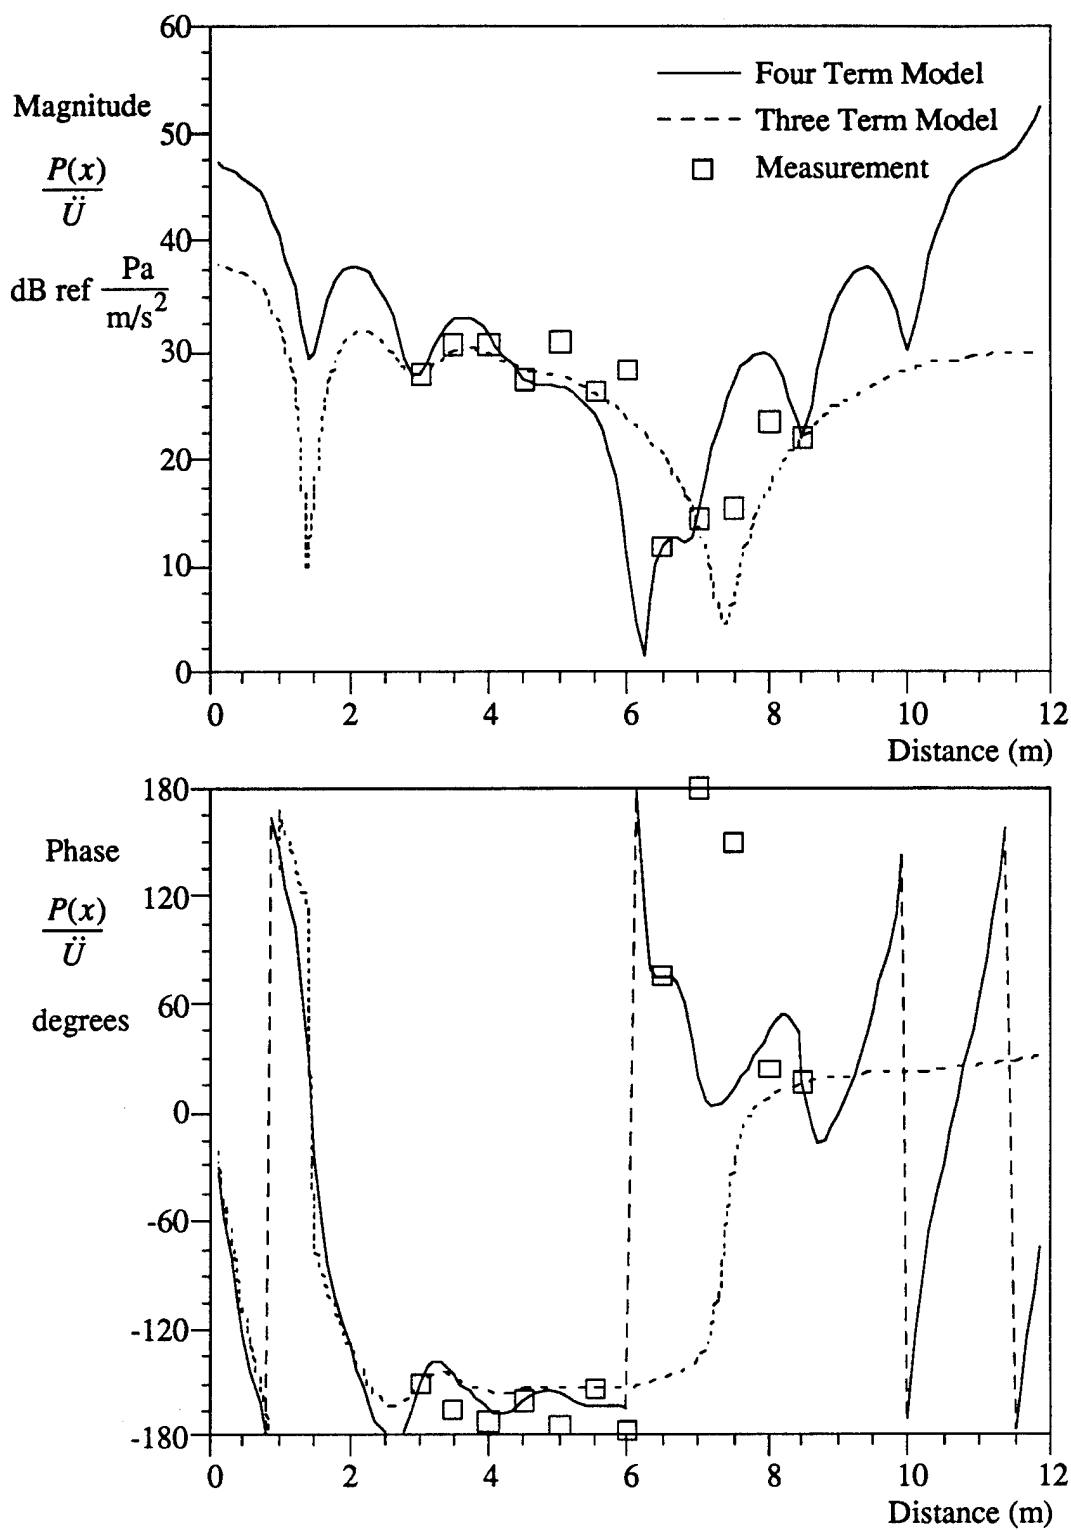 60
Four Term Model
Magnitude
50
Three Term Model
P(x)
Ü
Measurement
40
dB ref Pa
m/s²
30
20
10
0
0 2 4 6 8 10 12
Distance (m)
180
Phase
120
P(x)
Ü
60
degrees
0
-60
-120
-180
0 2 4 6 8 10 12
Distance (m)